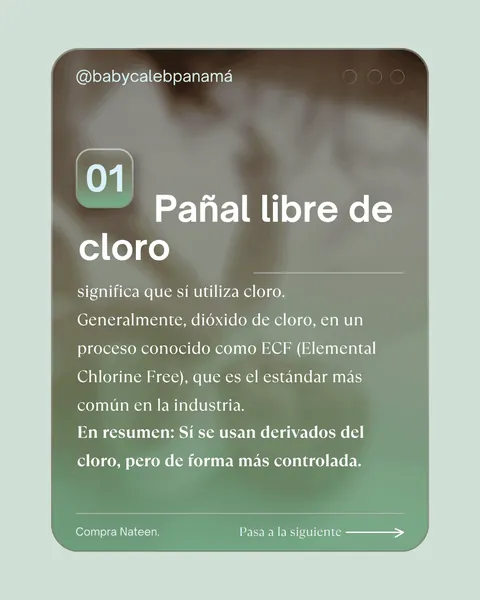 @babycalebpanamá
01
Pañal libre de
cloro
significa que sí utiliza cloro.
Generalmente, dióxido de cloro, en un
proceso conocido como ECF (Elemental
Chlorine Free), que es el estándar más
común en la industria.
En resumen: Sí se usan derivados del
cloro, pero de forma más controlada.
Compra Nateen.
Pasa a la siguiente